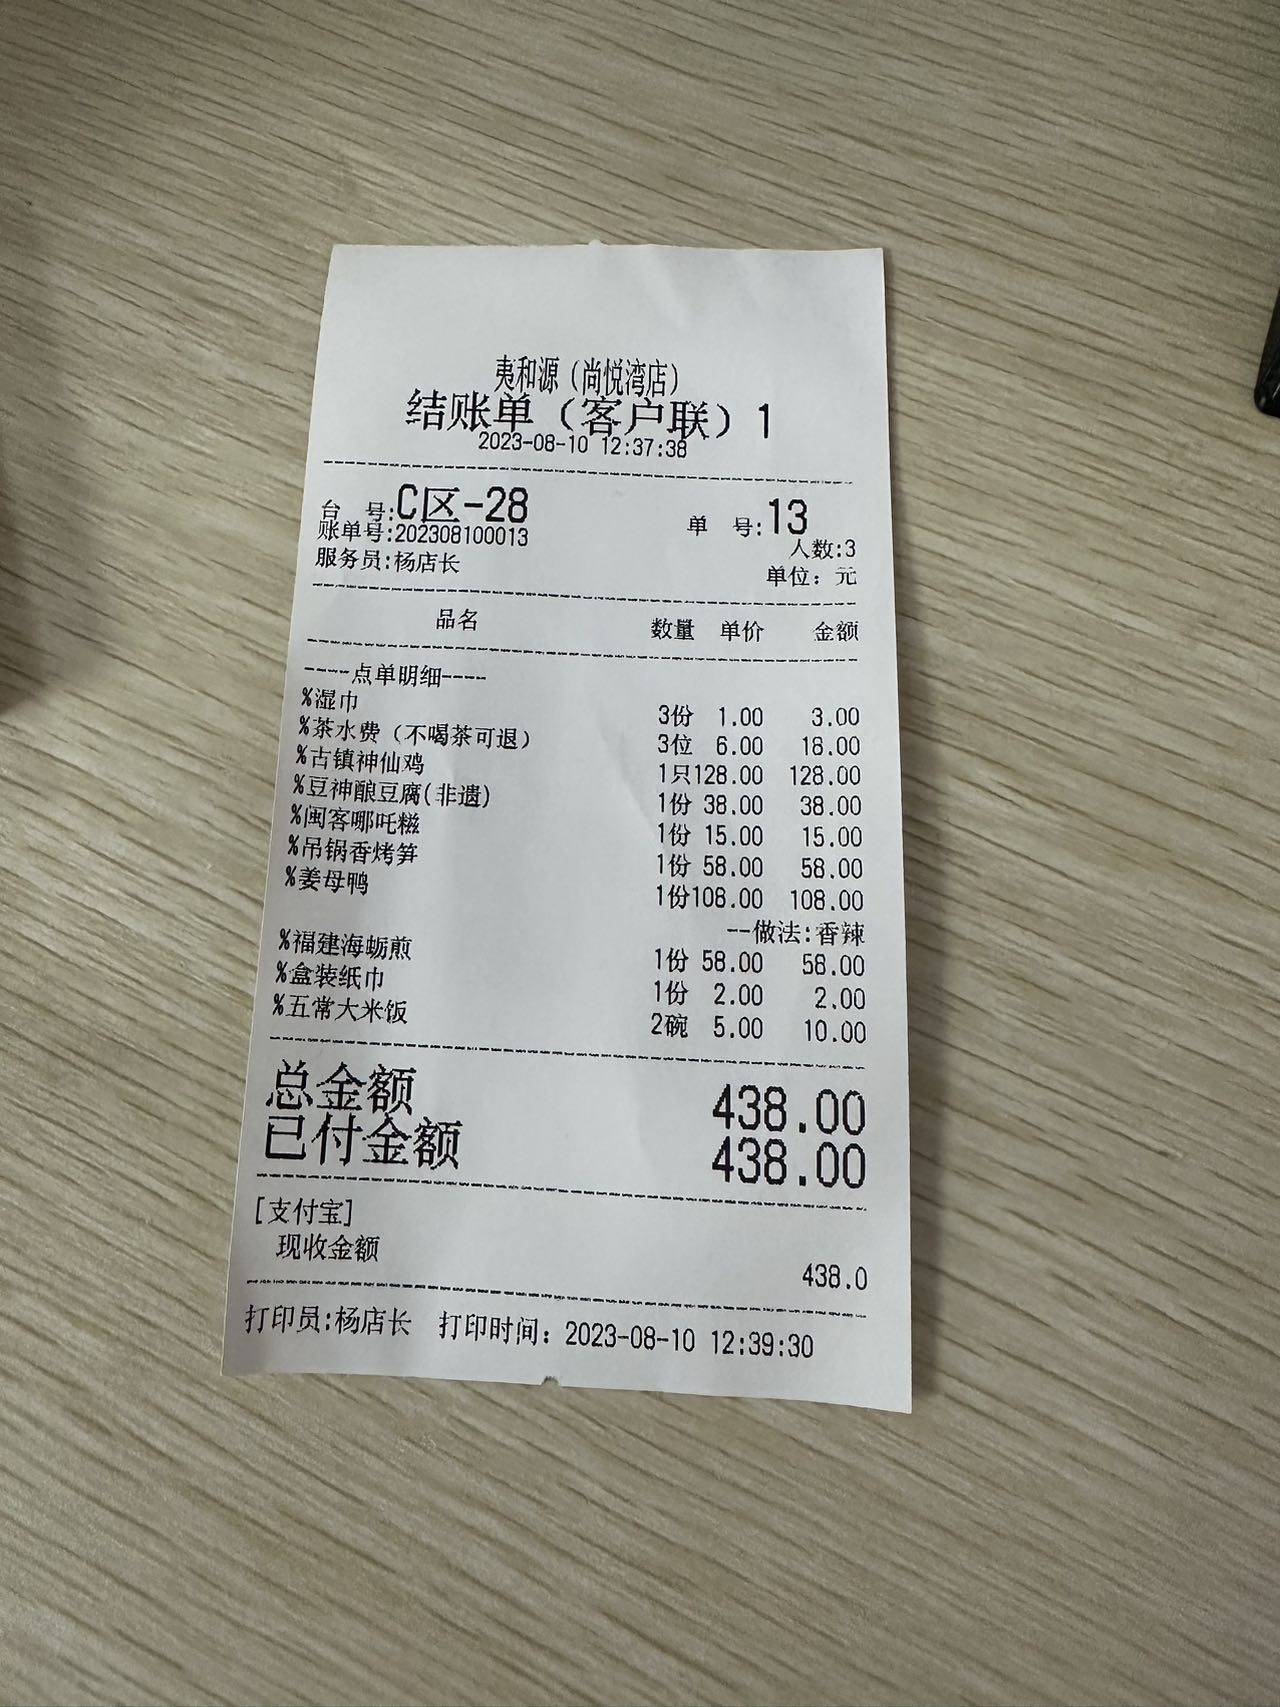 夷和源（尚悦湾店）
结账单（客户联）1
2023-08-10 12:37:38
台 号:C区-28 单 号:13
账单号:202308100013 人数:3
服务员:杨店长 单位：元
品名 数量 单价 金额
----点单明细----
%湿巾 3份 1.00 3.00
%茶水费（不喝茶可退） 3位 6.00 18.00
%古镇神仙鸡 1只128.00 128.00
%豆神酿豆腐(非遗) 1份 38.00 38.00
%闽客哪吒糍 1份 15.00 15.00
%吊锅香烤笋 1份 58.00 58.00
%姜母鸭 1份108.00 108.00
--做法:香辣
%福建海蛎煎 1份 58.00 58.00
%盒装纸巾 1份 2.00 2.00
%五常大米饭 2碗 5.00 10.00
总金额 438.00
已付金额 438.00
[支付宝]
现收金额 438.0
打印员:杨店长 打印时间：2023-08-10 12:39:30